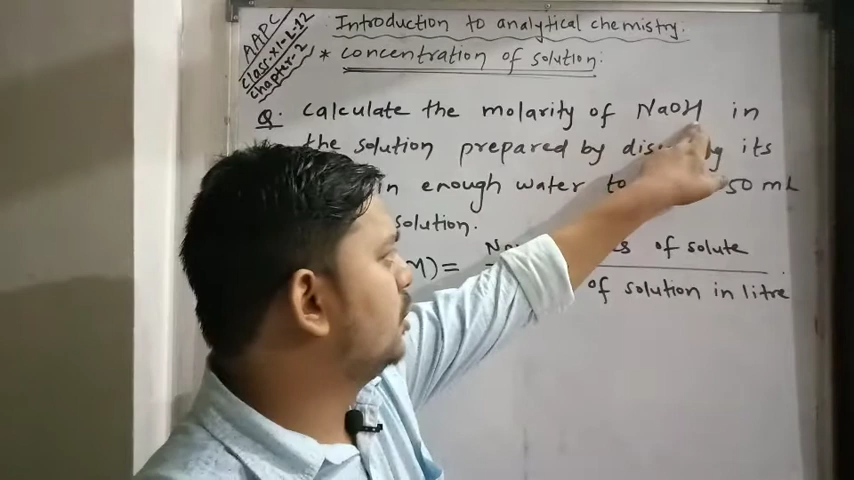 AAPC
Class-XI-L-12
Chapter-2
Introduction to analytical chemistry.
* concentration of solution:
Q. Calculate the molarity of NaOH in
the solution prepared by its
in enough water to 50 mL
solution.
M) = of solute
of solution in litre